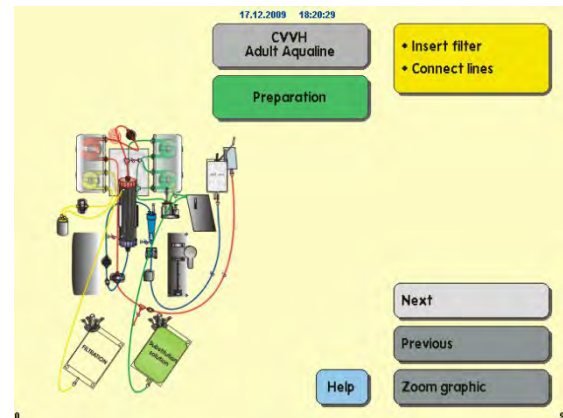 17.12.2009 18:20:29
CVVH
Adult Aqualine
• Insert filter
• Connect lines
Preparation
FILTRATION
Substitution
solution
Next
Previous
Help
Zoom graphic